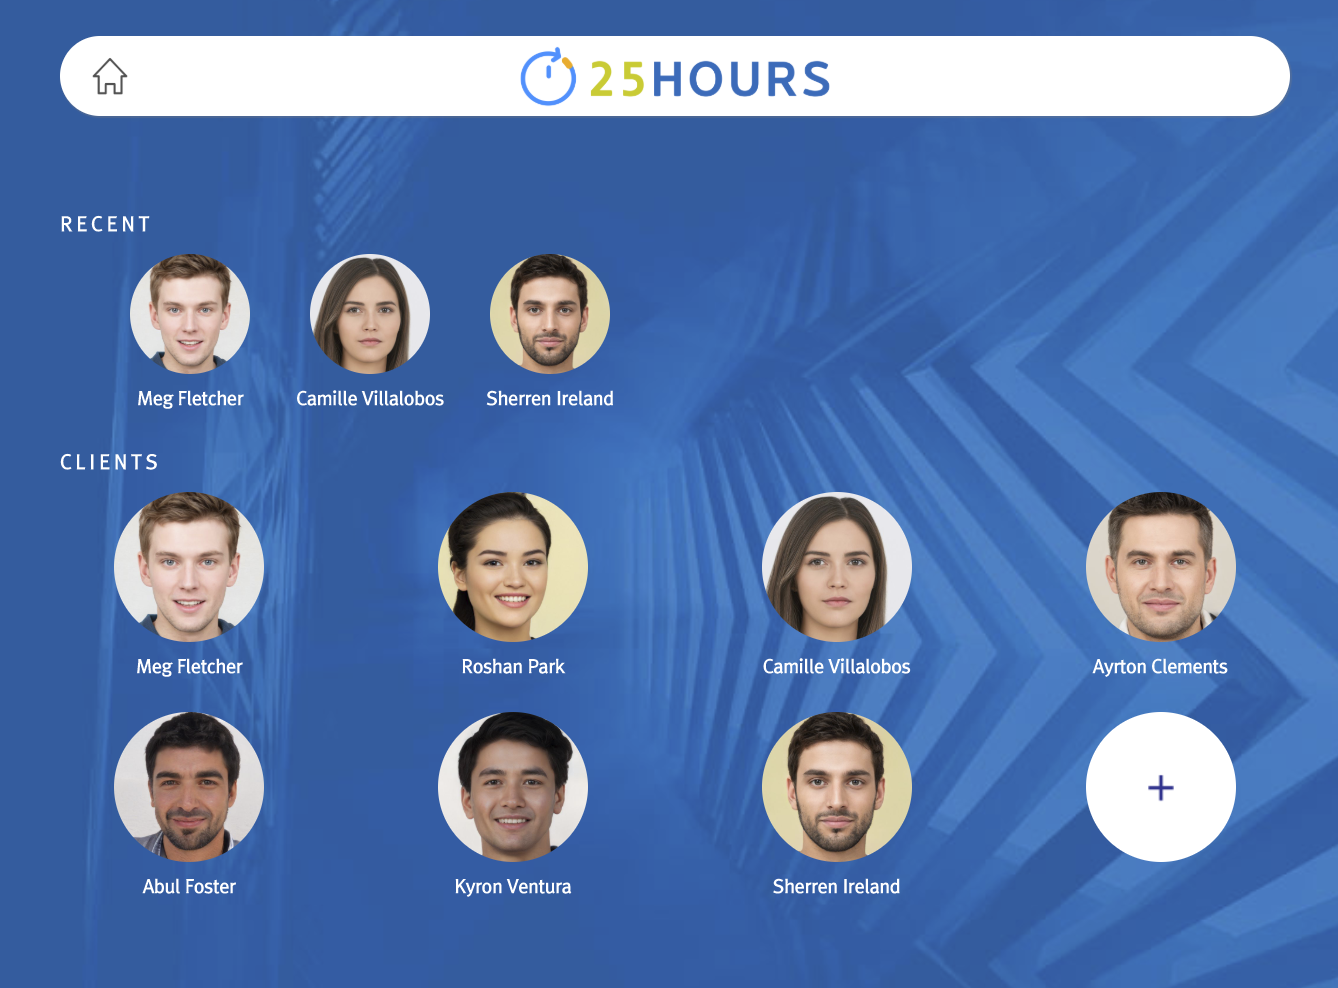 25HOURS
RECENT
Meg Fletcher
Camille Villalobos
Sherren Ireland
CLIENTS
Meg Fletcher
Roshan Park
Camille Villalobos
Ayrton Clements
Abul Foster
Kyron Ventura
Sherren Ireland
+